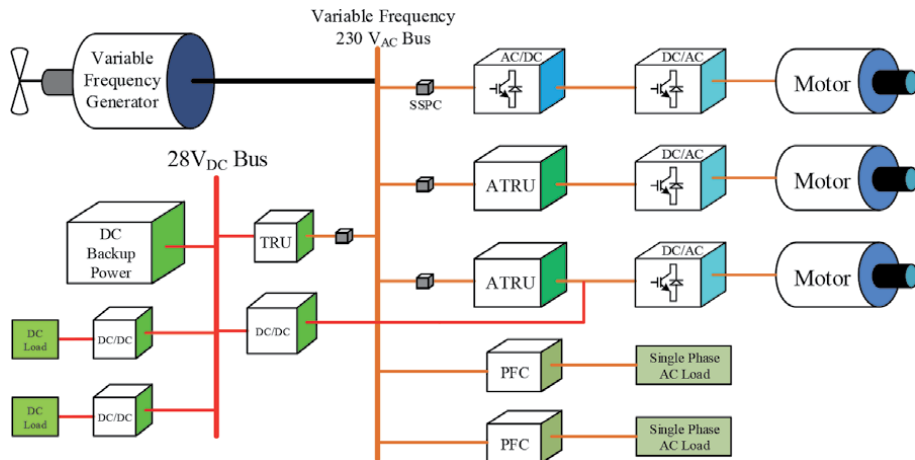 Variable Frequency
230 VAC Bus
Variable
Frequency
Generator
AC/DC
DC/AC
Motor
SSPC
28VDC Bus
DC/AC
ATRU
Motor
DC
Backup
Power
TRU
DC/AC
ATRU
Motor
DC
Load
DC/DC
DC/DC
PFC
Single Phase
AC Load
DC
Load
DC/DC
PFC
Single Phase
AC Load